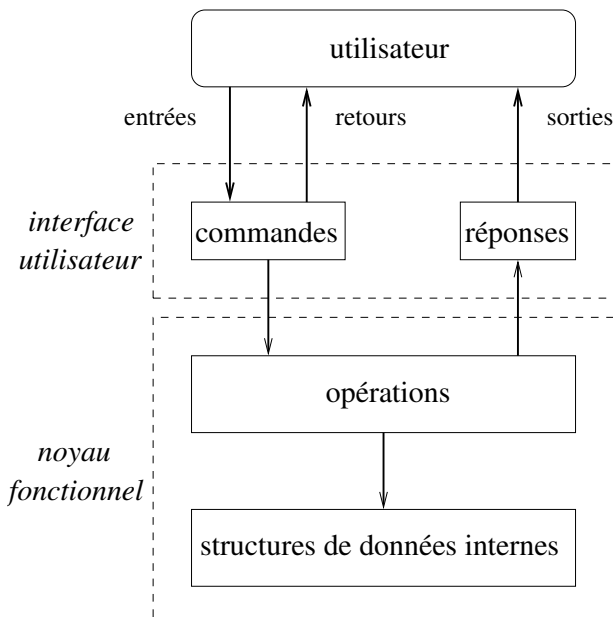 utilisateur
entrées
retours
sorties
interface
utilisateur
commandes
réponses
opérations
noyau
fonctionnel
structures de données internes